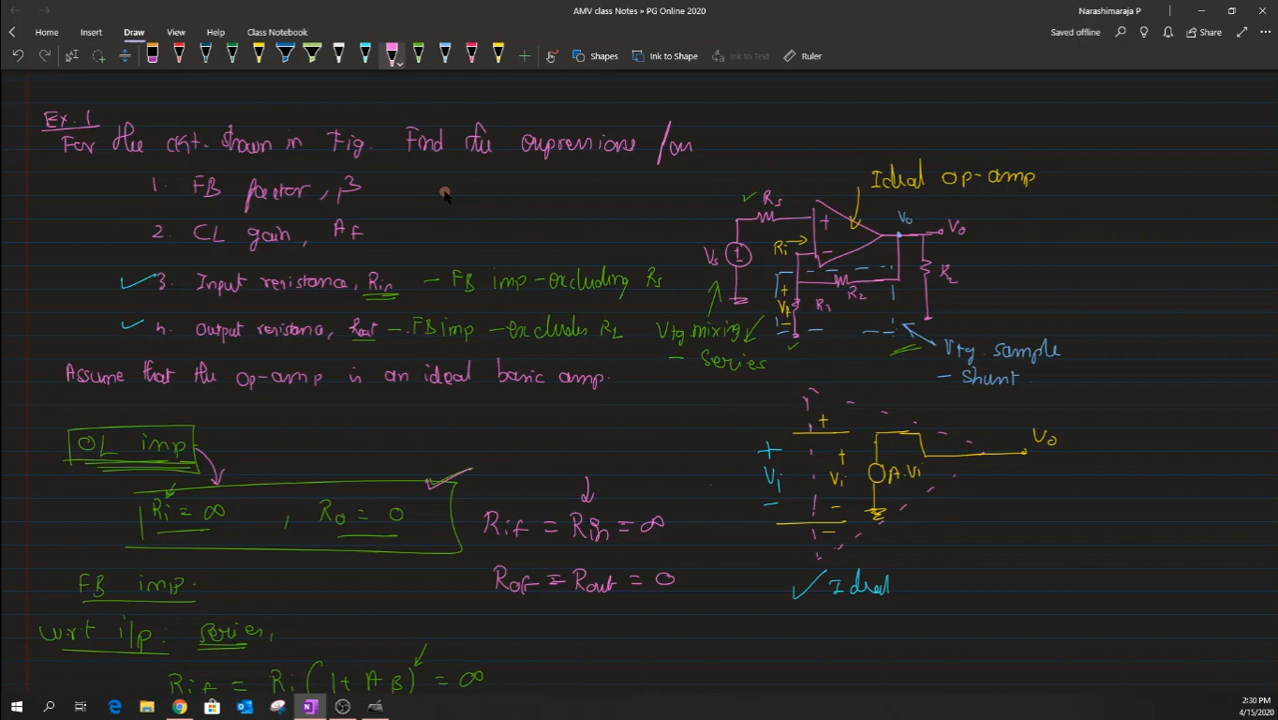 AMV class Notes » PG Online 2020
Narashimaraja P
Home Insert Draw View Help Class Notebook
Saved offline
Share
Shapes Ink to Shape Ink to Text Math Ruler
Ex. 1
For the ckt. shown in Fig. Find the expressions for
1. FB factor, β
2. CL gain, Af
3. Input resistance, Rin – FB imp – excluding Rs
4. Output resistance, Rout – FB imp – excludes RL
Assume that the op-amp is an ideal basic amp.
Ideal op-amp
Rs
+
Vo
Vo
Vs
Ri →
–
RL
R2
+
R1
Vf
–
Vtg mixing
– Series
Vtg. sample
– Shunt
OL imp
Ri = ∞ , Ro = 0
Rif = Rin = ∞
Rof = Rout = 0
FB imp.
wrt i/p: series,
Rif = Ri (1 + Aβ) = ∞
+
Vi
–
+
+
Vi
–
–
A.Vi
Vo
Ideal
2:30 PM
4/15/2020